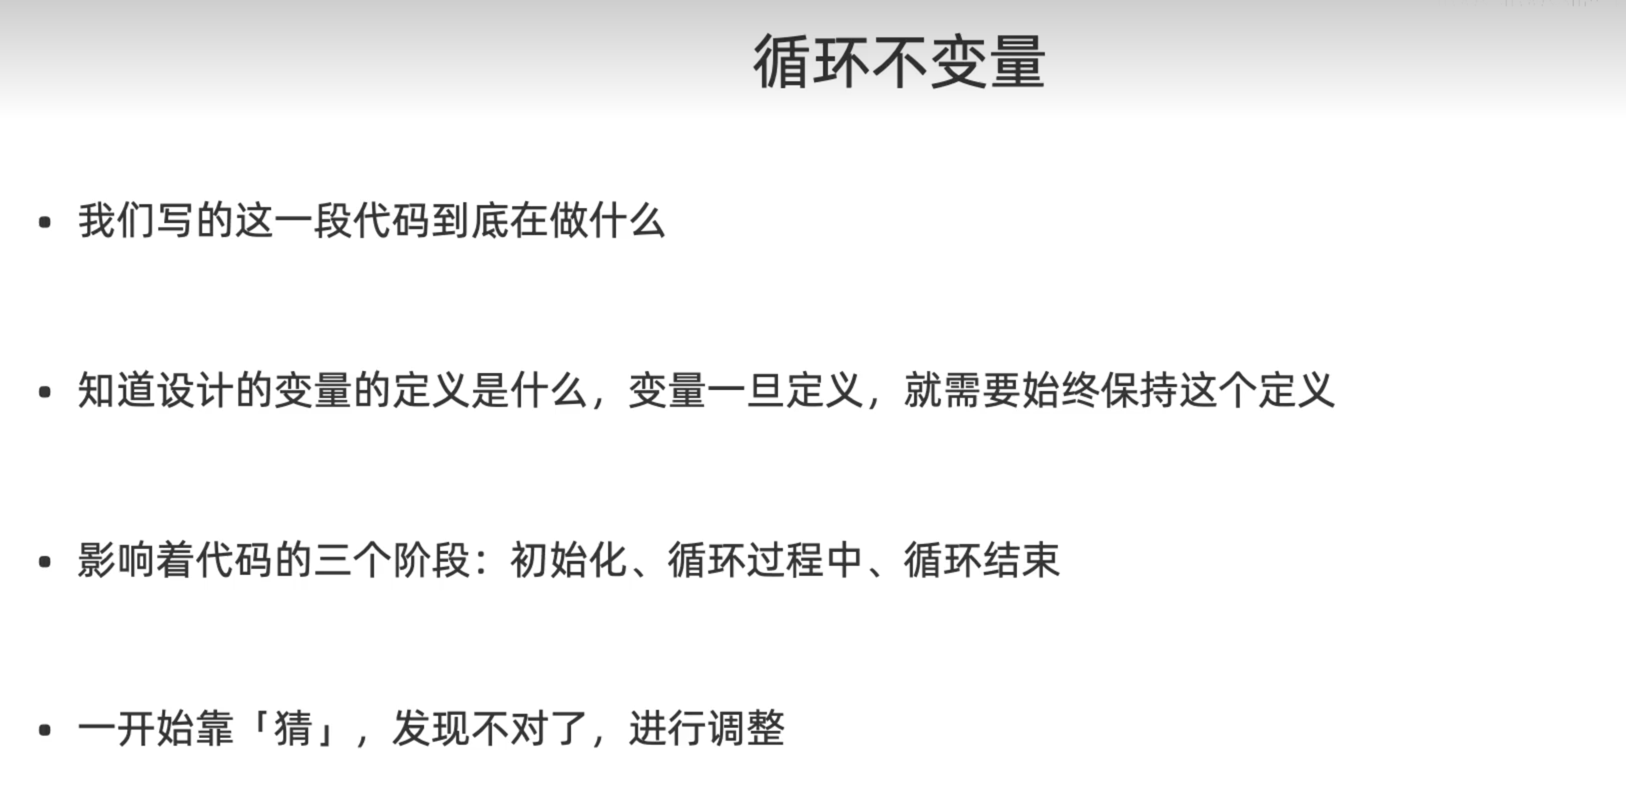 循环不变量
• 我们写的这一段代码到底在做什么
• 知道设计的变量的定义是什么，变量一旦定义，就需要始终保持这个定义
• 影响着代码的三个阶段：初始化、循环过程中、循环结束
• 一开始靠「猜」，发现不对了，进行调整